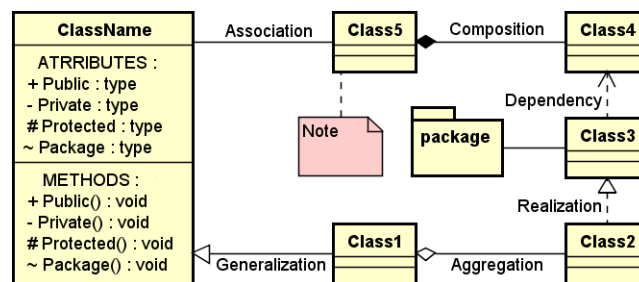 ClassName
ATRRIBUTES :
+ Public : type
- Private : type
# Protected : type
~ Package : type
METHODS :
+ Public() : void
- Private() : void
# Protected() : void
~ Package() : void
Association
Class5
Composition
Class4
Note
package
Dependency
Class3
Realization
Generalization
Class1
Aggregation
Class2